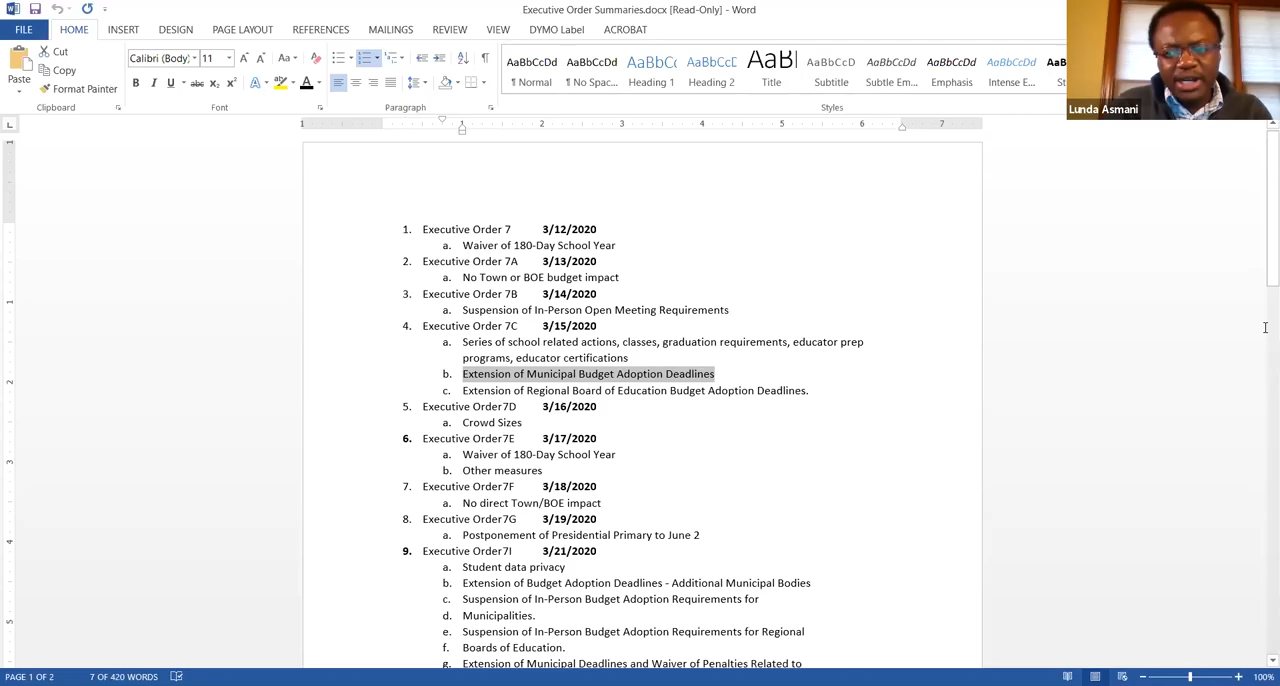 Executive Order Summaries.docx [Read-Only] - Word
FILE HOME INSERT DESIGN PAGE LAYOUT REFERENCES MAILINGS REVIEW VIEW DYMO Label ACROBAT
Paste
Cut
Copy
Format Painter
Clipboard
Calibri (Body) 11
Font
Paragraph
AaBbCcDd AaBbCcDd AaBbCc AaBbCcE AaBl AaBbCcD AaBbCcDd AaBbCcDd AaBbCcDd AaB
¶ Normal ¶ No Spac... Heading 1 Heading 2 Title Subtitle Subtle Em... Emphasis Intense E... St
Styles
Lunda Asmani
1 1 2 3 4 5 6 7
1. Executive Order 7 3/12/2020
a. Waiver of 180-Day School Year
2. Executive Order 7A 3/13/2020
a. No Town or BOE budget impact
3. Executive Order 7B 3/14/2020
a. Suspension of In-Person Open Meeting Requirements
4. Executive Order 7C 3/15/2020
a. Series of school related actions, classes, graduation requirements, educator prep
programs, educator certifications
b. Extension of Municipal Budget Adoption Deadlines
c. Extension of Regional Board of Education Budget Adoption Deadlines.
5. Executive Order7D 3/16/2020
a. Crowd Sizes
6. Executive Order7E 3/17/2020
a. Waiver of 180-Day School Year
b. Other measures
7. Executive Order7F 3/18/2020
a. No direct Town/BOE impact
8. Executive Order7G 3/19/2020
a. Postponement of Presidential Primary to June 2
9. Executive Order7I 3/21/2020
a. Student data privacy
b. Extension of Budget Adoption Deadlines - Additional Municipal Bodies
c. Suspension of In-Person Budget Adoption Requirements for
d. Municipalities.
e. Suspension of In-Person Budget Adoption Requirements for Regional
f. Boards of Education.
g. Extension of Municipal Deadlines and Waiver of Penalties Related to
PAGE 1 OF 2 7 OF 420 WORDS 100%